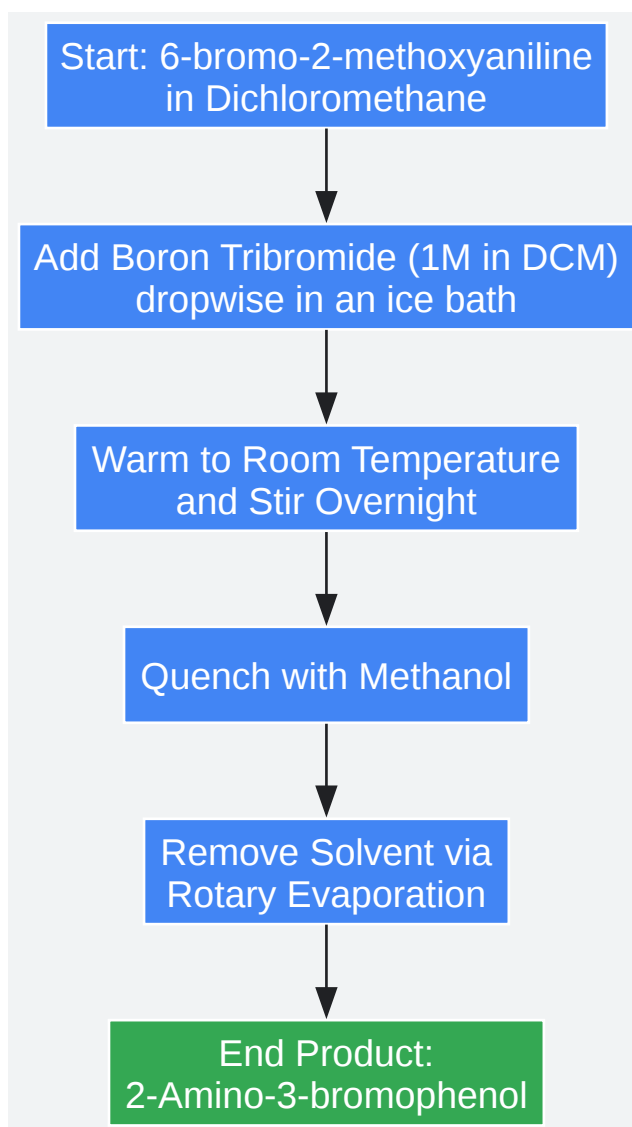 Start: 6-bromo-2-methoxyaniline
in Dichloromethane
Add Boron Tribromide (1M in DCM)
dropwise in an ice bath
Warm to Room Temperature
and Stir Overnight
Quench with Methanol
Remove Solvent via
Rotary Evaporation
End Product:
2-Amino-3-bromophenol